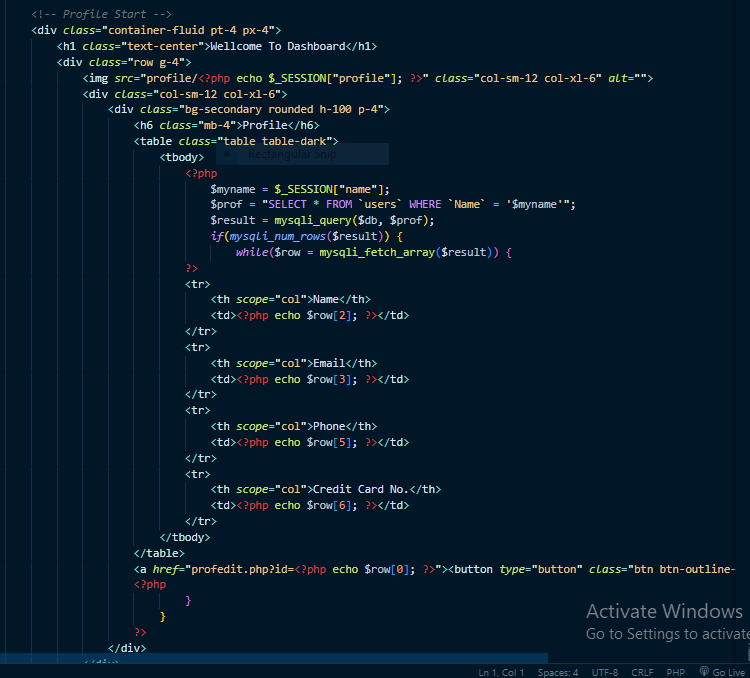 <!-- Profile Start -->
<div class="container-fluid pt-4 px-4">
<h1 class="text-center">Wellcome To Dashboard</h1>
<div class="row g-4">
<img src="profile/<?php echo $_SESSION["profile"]; ?>" class="col-sm-12 col-xl-6" alt="">
<div class="col-sm-12 col-xl-6">
<div class="bg-secondary rounded h-100 p-4">
<h6 class="mb-4">Profile</h6>
<table class="table table-dark">
<tbody>
Rectangular Snip
<?php
$myname = $_SESSION["name"];
$prof = "SELECT * FROM `users` WHERE `Name` = '$myname'";
$result = mysqli_query($db, $prof);
if(mysqli_num_rows($result)) {
while($row = mysqli_fetch_array($result)) {
?>
<tr>
<th scope="col">Name</th>
<td><?php echo $row[2]; ?></td>
</tr>
<tr>
<th scope="col">Email</th>
<td><?php echo $row[3]; ?></td>
</tr>
<tr>
<th scope="col">Phone</th>
<td><?php echo $row[5]; ?></td>
</tr>
<tr>
<th scope="col">Credit Card No.</th>
<td><?php echo $row[6]; ?></td>
</tr>
</tbody>
</table>
<a href="profedit.php?id=<?php echo $row[0]; ?>"><button type="button" class="btn btn-outline-
<?php
}
}
?>
</div>
</div>
Activate Windows
Go to Settings to activate
Ln 1, Col 1 Spaces: 4 UTF-8 CRLF PHP Go Live